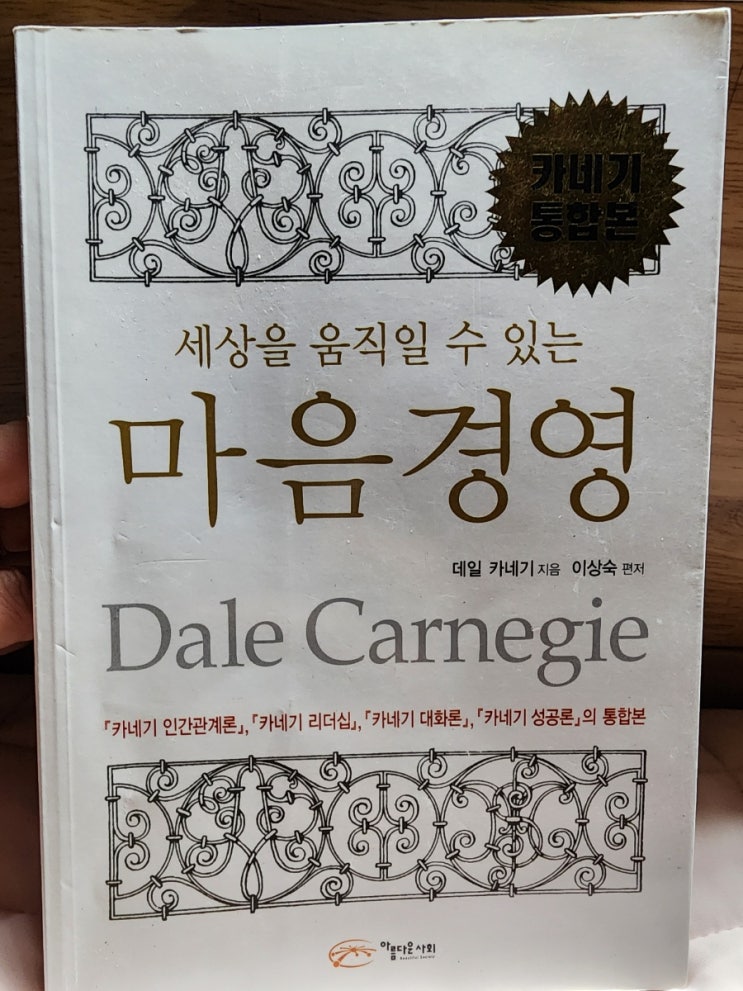 카네기
통합본
세상을 움직일 수 있는
마음경영
데일 카네기 지음 이상숙 편저
Dale Carnegie
『카네기 인간관계론』, 『카네기 리더십』, 『카네기 대화론』, 『카네기 성공론』의 통합본
아름다운사회
Beautiful Society